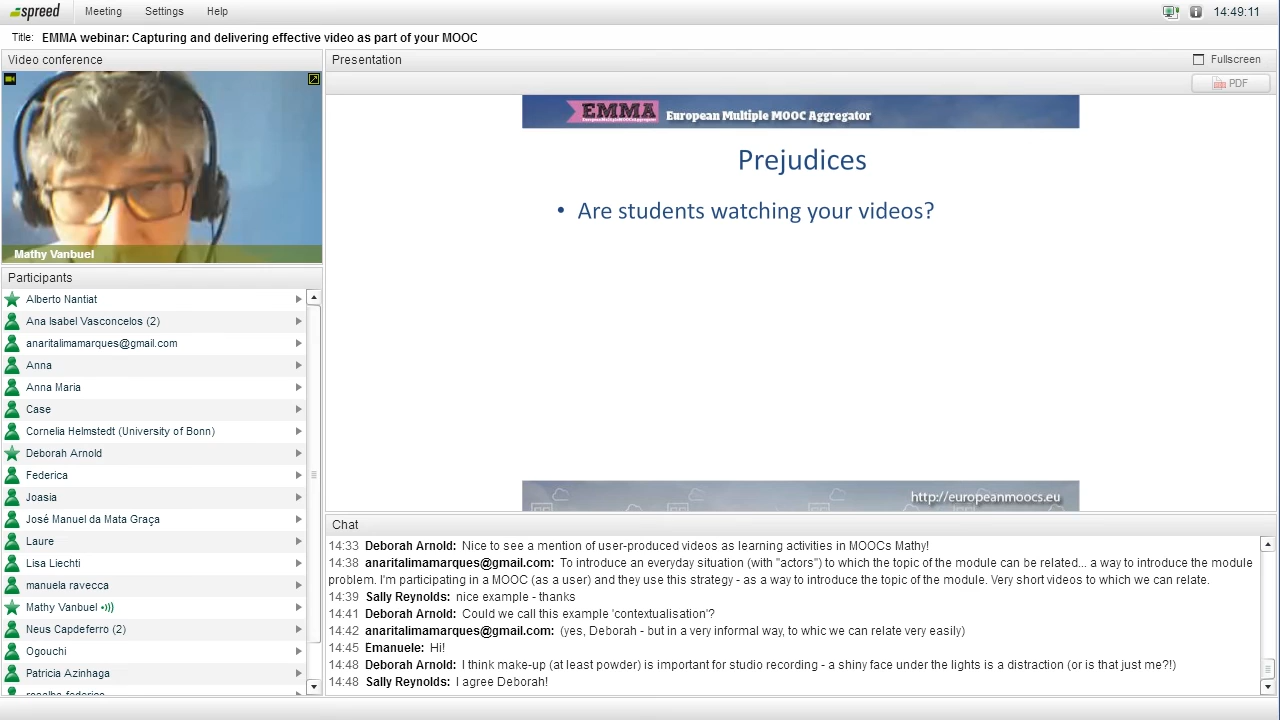 spreed Meeting Settings Help 14:49:11
Title: EMMA webinar: Capturing and delivering effective video as part of your MOOC
Video conference
Mathy Vanbuel
Participants
Alberto Nantiat
Ana Isabel Vasconcelos (2)
anaritalimamarques@gmail.com
Anna
Anna Maria
Case
Cornelia Helmstedt (University of Bonn)
Deborah Arnold
Federica
Joasia
José Manuel da Mata Graça
Laure
Lisa Liechti
manuela ravecca
Mathy Vanbuel
Neus Capdeferro (2)
Ogouchi
Patricia Azinhaga
Presentation Fullscreen
PDF
EMMA European Multiple MOOC Aggregator
Prejudices
• Are students watching your videos?
http://europeanmoocs.eu
Chat
14:33 Deborah Arnold: Nice to see a mention of user-produced videos as learning activities in MOOCs Mathy!
14:38 anaritalimamarques@gmail.com: To introduce an everyday situation (with "actors") to which the topic of the module can be related... a way to introduce the module
problem. I'm participating in a MOOC (as a user) and they use this strategy - as a way to introduce the topic of the module. Very short videos to which we can relate.
14:39 Sally Reynolds: nice example - thanks
14:41 Deborah Arnold: Could we call this example 'contextualisation'?
14:42 anaritalimamarques@gmail.com: (yes, Deborah - but in a very informal way, to whic we can relate very easily)
14:45 Emanuele: Hi!
14:48 Deborah Arnold: I think make-up (at least powder) is important for studio recording - a shiny face under the lights is a distraction (or is that just me?!)
14:48 Sally Reynolds: I agree Deborah!